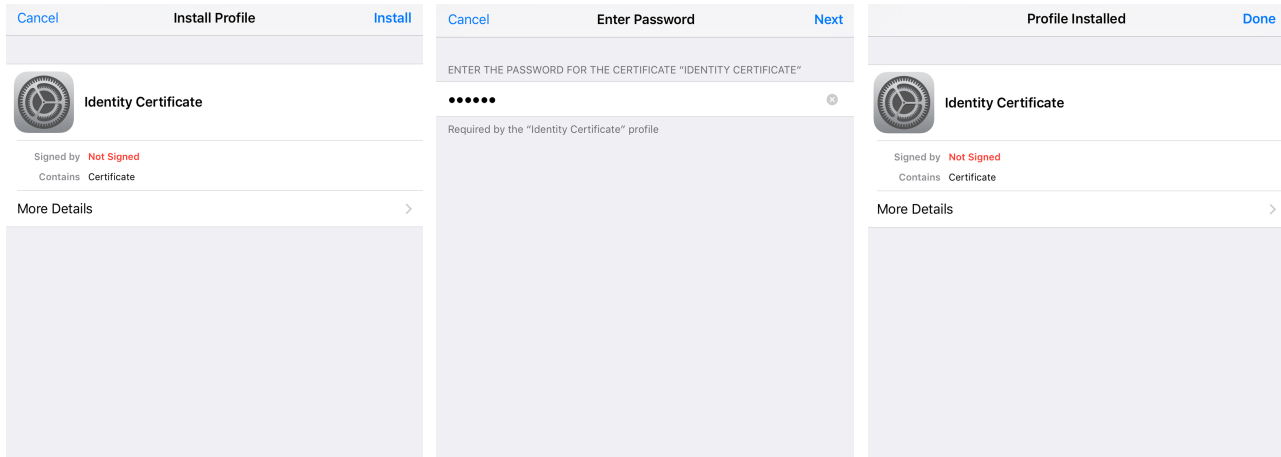 Cancel Install Profile Install
Identity Certificate
Signed by Not Signed
Contains Certificate
More Details
Cancel Enter Password Next
ENTER THE PASSWORD FOR THE CERTIFICATE “IDENTITY CERTIFICATE”
●●●●●●
Required by the “Identity Certificate” profile
Profile Installed Done
Identity Certificate
Signed by Not Signed
Contains Certificate
More Details